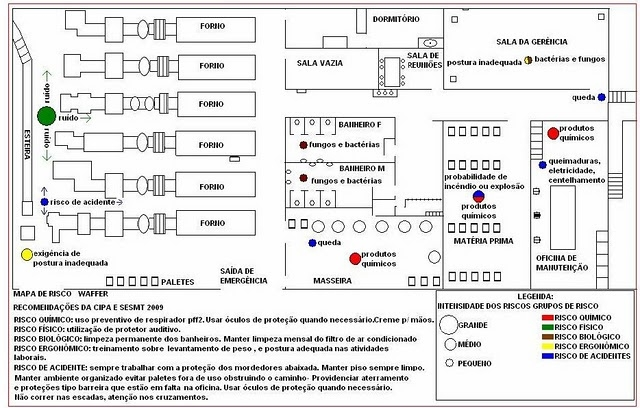 FORNO
DORMITÓRIO
SALA DA GERÊNCIA
FORNO
SALA VAZIA
SALA DE
REUNIÕES
postura inadequada
bactérias e fungos
ruído
FORNO
queda
ruído
ESTEIRA
ruído
FORNO
BANHEIRO F
fungos e bactérias
produtos
químicos
BANHEIRO M
fungos e bactérias
queimaduras,
eletricidade,
centelhamento
probabilidade de
incêndio ou explosão
produtos
químicos
FORNO
risco de acidente
FORNO
queda
MATÉRIA PRIMA
exigência de
postura inadequada
produtos
químicos
OFICINA DE
MANUTEIÇÃO
PALETES
SAÍDA DE
EMERGÊNCIA
MASSEIRA
MAPA DE RISCO WAFFER
RECOMENDAÇÕES DA CIPA E SESMT 2009
RISCO QUÍMICO: uso preventivo de respirador pff2. Usar óculos de proteção quando necessário.Creme p/ mãos.
RISCO FÍSICO: utilização de protetor auditivo.
RISCO BIOLÓGICO: limpeza permanente dos banheiros. Manter limpeza mensal do filtro de ar condicionado
RISCO ERGONÔMICO: treinamento sobre levantamento de peso , e postura adequada nas atividades
laborais.
RISCO DE ACIDENTE: sempre trabalhar com a proteção dos mordedores abaixada. Manter piso sempre limpo.
Manter ambiente organizado evitar paletes fora de uso obstruindo o caminho- Providenciar aterramento
e proteções tipo barreira que estão em falta na oficina. Usar óculos de proteção quando necessário.
Não correr nas escadas, atenção nos cruzamentos.
LEGENDA:
INTENSIDADE DOS RISCOS GRUPOS DE RISCO
GRANDE
MÉDIO
PEQUENO
RISCO QUÍMICO
RISCO FÍSICO
RISCO BIOLÓGICO
RISCO ERGONÔMICO
RISCO DE ACIDENTES